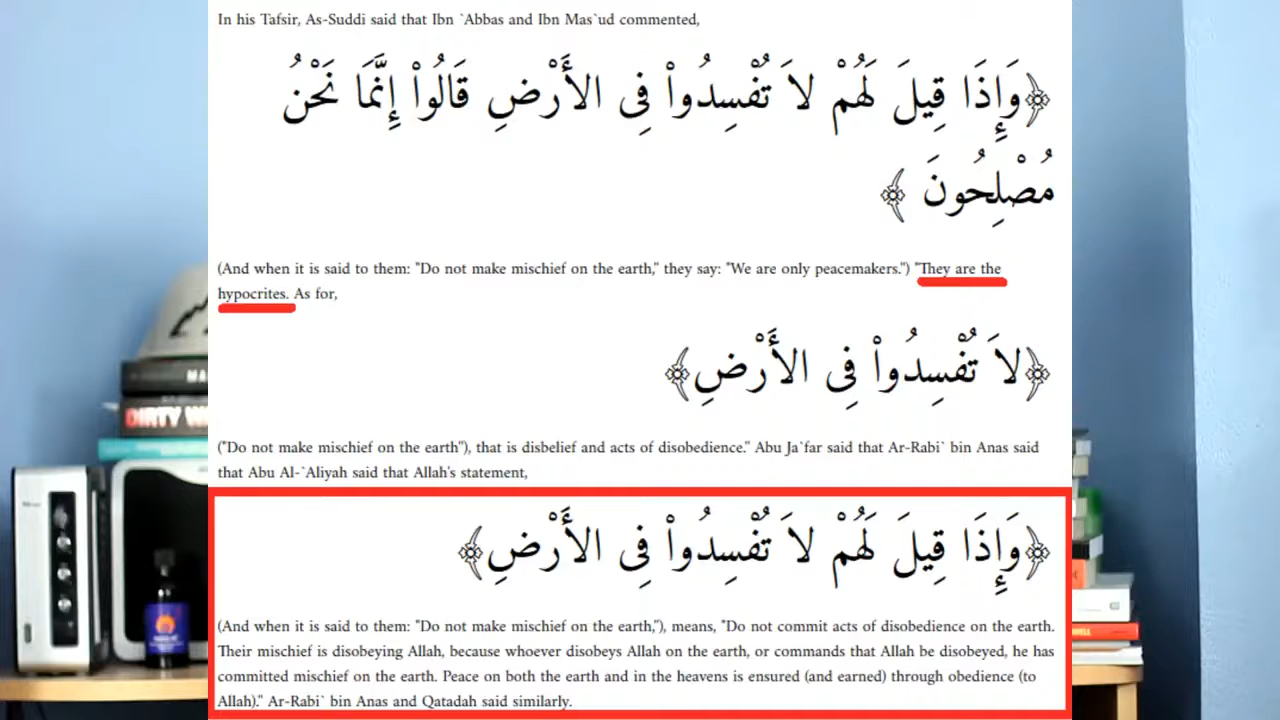 In his Tafsir, As-Suddi said that Ibn `Abbas and Ibn Mas`ud commented,
﴿وَإِذَا قِيلَ لَهُمْ لاَ تُفْسِدُواْ فِى الأَرْضِ قَالُواْ إِنَّمَا نَحْنُ
مُصْلِحُونَ ﴾
(And when it is said to them: "Do not make mischief on the earth," they say: "We are only peacemakers.") "They are the
hypocrites. As for,
﴿لاَ تُفْسِدُواْ فِى الأَرْضِ﴾
("Do not make mischief on the earth"), that is disbelief and acts of disobedience." Abu Ja`far said that Ar-Rabi` bin Anas said
that Abu Al-`Aliyah said that Allah's statement,
﴿وَإِذَا قِيلَ لَهُمْ لاَ تُفْسِدُواْ فِى الأَرْضِ﴾
(And when it is said to them: "Do not make mischief on the earth,"), means, "Do not commit acts of disobedience on the earth.
Their mischief is disobeying Allah, because whoever disobeys Allah on the earth, or commands that Allah be disobeyed, he has
committed mischief on the earth. Peace on both the earth and in the heavens is ensured (and earned) through obedience (to
Allah)." Ar-Rabi` bin Anas and Qatadah said similarly.
DIRTY W